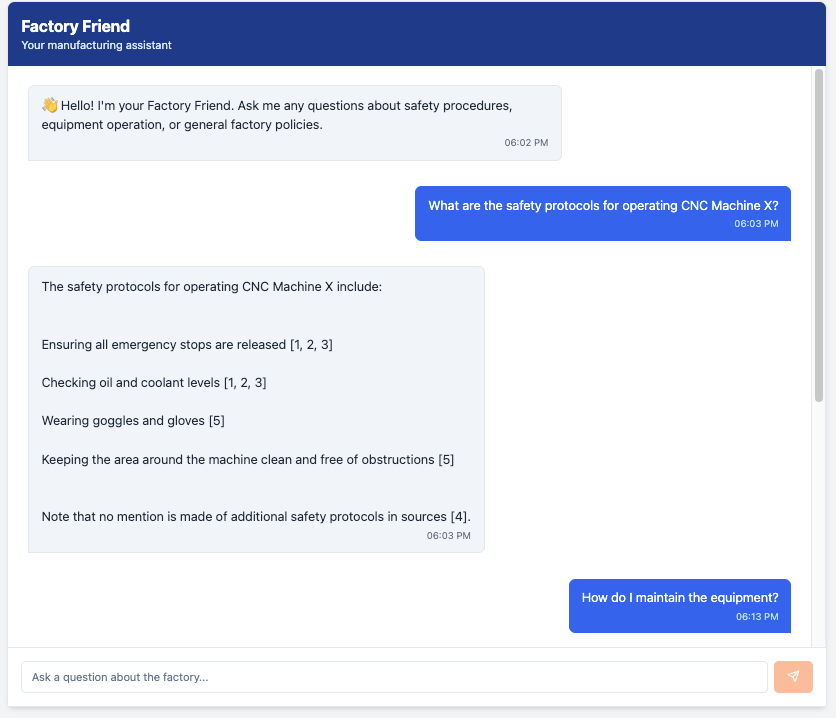 Factory Friend
Your manufacturing assistant
👋 Hello! I'm your Factory Friend. Ask me any questions about safety procedures,
equipment operation, or general factory policies.
06:02 PM
What are the safety protocols for operating CNC Machine X?
06:03 PM
The safety protocols for operating CNC Machine X include:
Ensuring all emergency stops are released [1, 2, 3]
Checking oil and coolant levels [1, 2, 3]
Wearing goggles and gloves [5]
Keeping the area around the machine clean and free of obstructions [5]
Note that no mention is made of additional safety protocols in sources [4].
06:03 PM
How do I maintain the equipment?
06:13 PM
Ask a question about the factory...